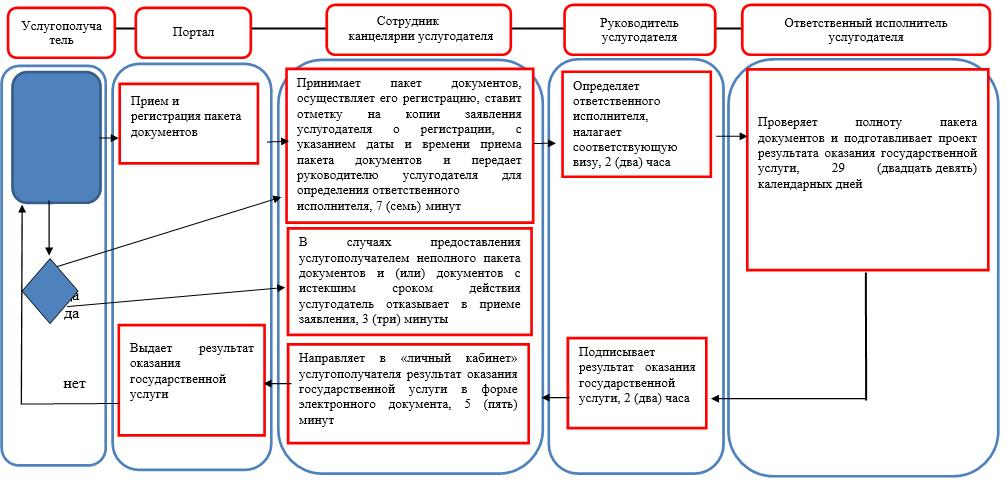 Услугополуча
тель
Портал
Сотрудник
канцелярии услугодателя
Руководитель
услугодателя
Ответственный исполнитель
услугодателя
Прием и
регистрация пакета
документов
Принимает пакет документов,
осуществляет его регистрацию, ставит
отметку на копии заявления
услугодателя о регистрации, с
указанием даты и времени приема
пакета документов и передает
руководителю услугодателя для
определения ответственного
исполнителя, 7 (семь) минут
Определяет
ответственного
исполнителя,
налагает
соответствующую
визу, 2 (два) часа
Проверяет полноту пакета
документов и подготавливает проект
результата оказания государственной
услуги, 29 (двадцать девять)
календарных дней
В случаях предоставления
услугополучателем неполного пакета
документов и (или) документов с
истекшим сроком действия
услугодатель отказывает в приеме
заявления, 3 (три) минуты
да
Выдает результат
оказания
государственной
услуги
нет
Направляет в «личный кабинет»
услугополучателя результат оказания
государственной услуги в форме
электронного документа, 5 (пять)
минут
Подписывает
результат оказания
государственной
услуги, 2 (два) часа